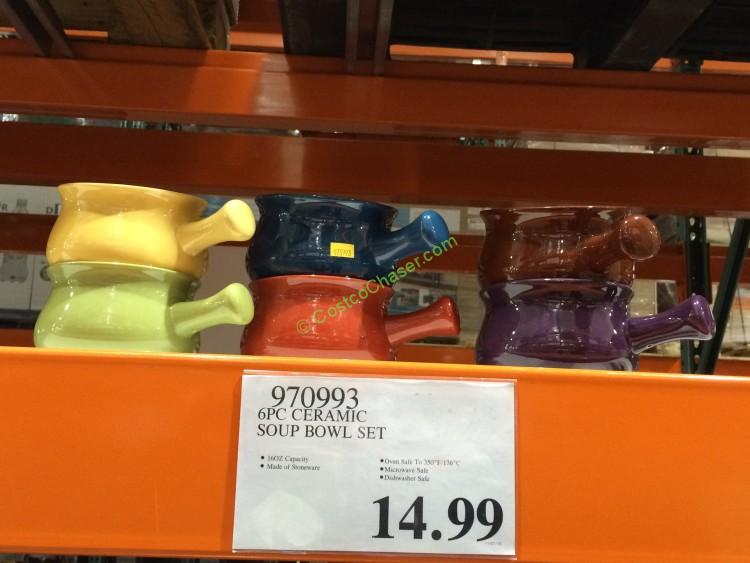 © CostcoChaser.com
970993
6PC CERAMIC
SOUP BOWL SET
• 16OZ Capacity
• Made of Stoneware
• Oven Safe To 350°F/176°C
• Microwave Safe
• Dishwasher Safe
14.99